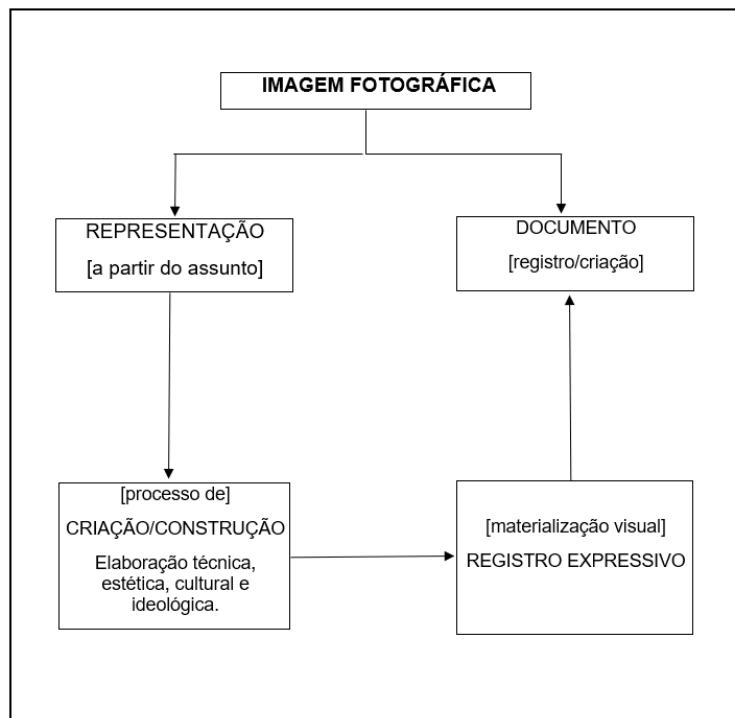 IMAGEM FOTOGRÁFICA
REPRESENTAÇÃO
[a partir do assunto]
DOCUMENTO
[registro/criação]
[processo de]
CRIAÇÃO/CONSTRUÇÃO
Elaboração técnica,
estética, cultural e
ideológica.
[materialização visual]
REGISTRO EXPRESSIVO